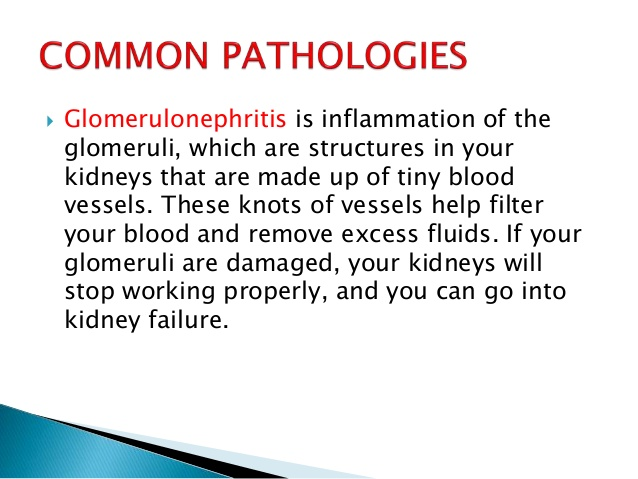 COMMON PATHOLOGIES
Glomerulonephritis is inflammation of the
glomeruli, which are structures in your
kidneys that are made up of tiny blood
vessels. These knots of vessels help filter
your blood and remove excess fluids. If your
glomeruli are damaged, your kidneys will
stop working properly, and you can go into
kidney failure.